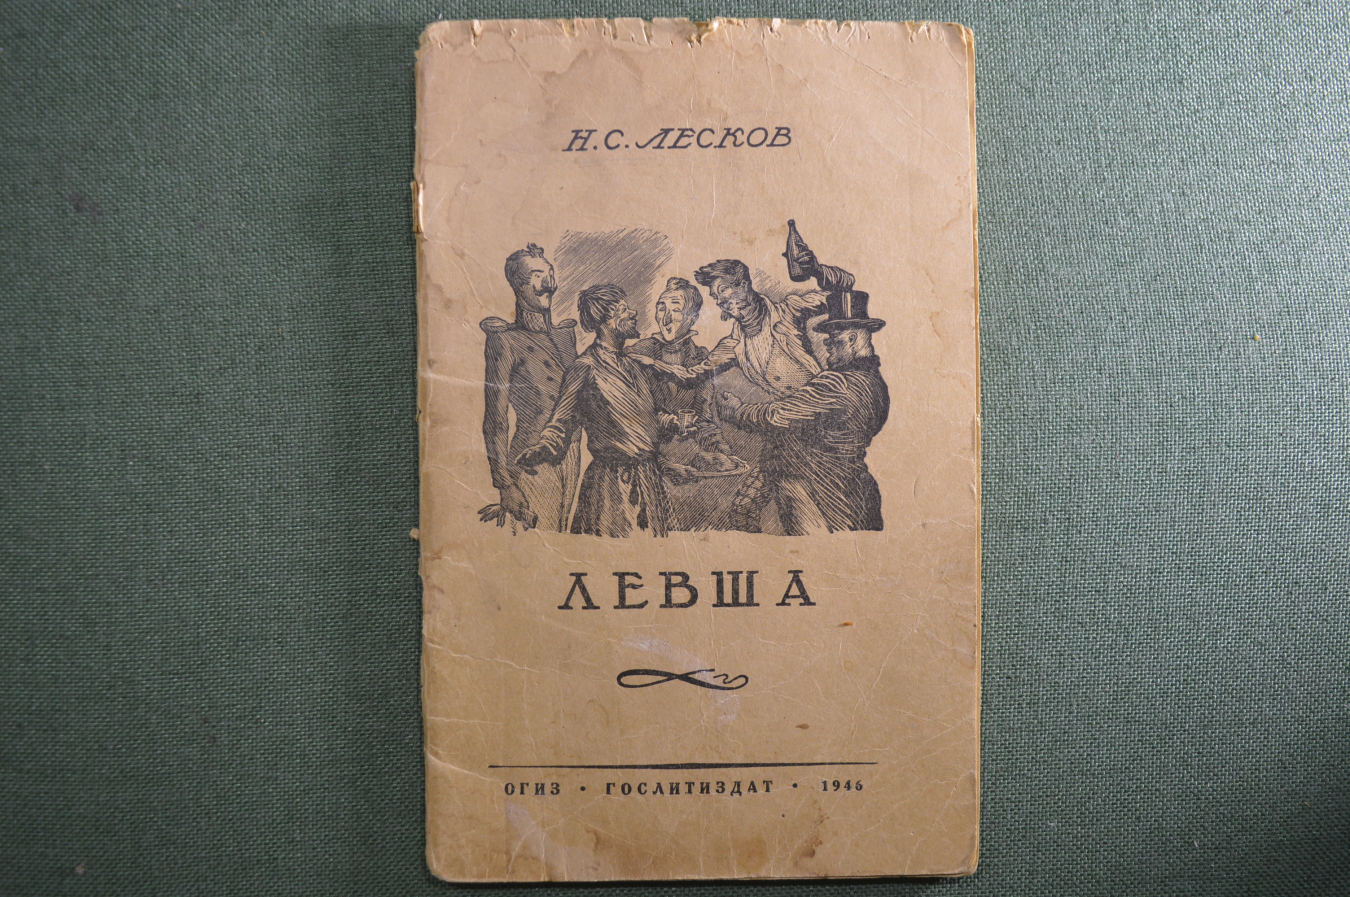 Н. С. ЛЕСКОВ
ЛЕВША
ОГИЗ • ГОСЛИТИЗДАТ • 1946